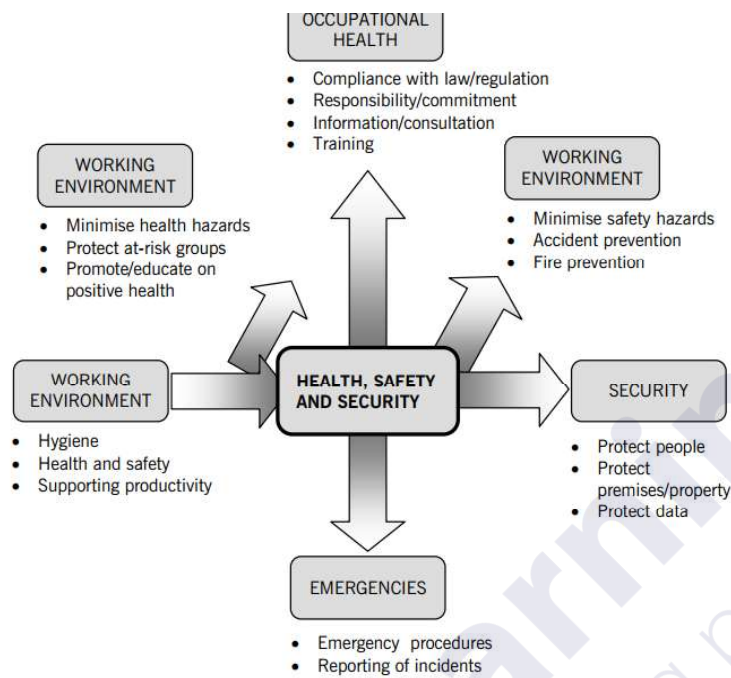 OCCUPATIONAL
HEALTH
• Compliance with law/regulation
• Responsibility/commitment
• Information/consultation
• Training
WORKING
ENVIRONMENT
• Minimise health hazards
• Protect at-risk groups
• Promote/educate on
positive health
WORKING
ENVIRONMENT
• Minimise safety hazards
• Accident prevention
• Fire prevention
WORKING
ENVIRONMENT
• Hygiene
• Health and safety
• Supporting productivity
HEALTH, SAFETY
AND SECURITY
SECURITY
• Protect people
• Protect
premises/property
• Protect data
EMERGENCIES
• Emergency procedures
• Reporting of incidents